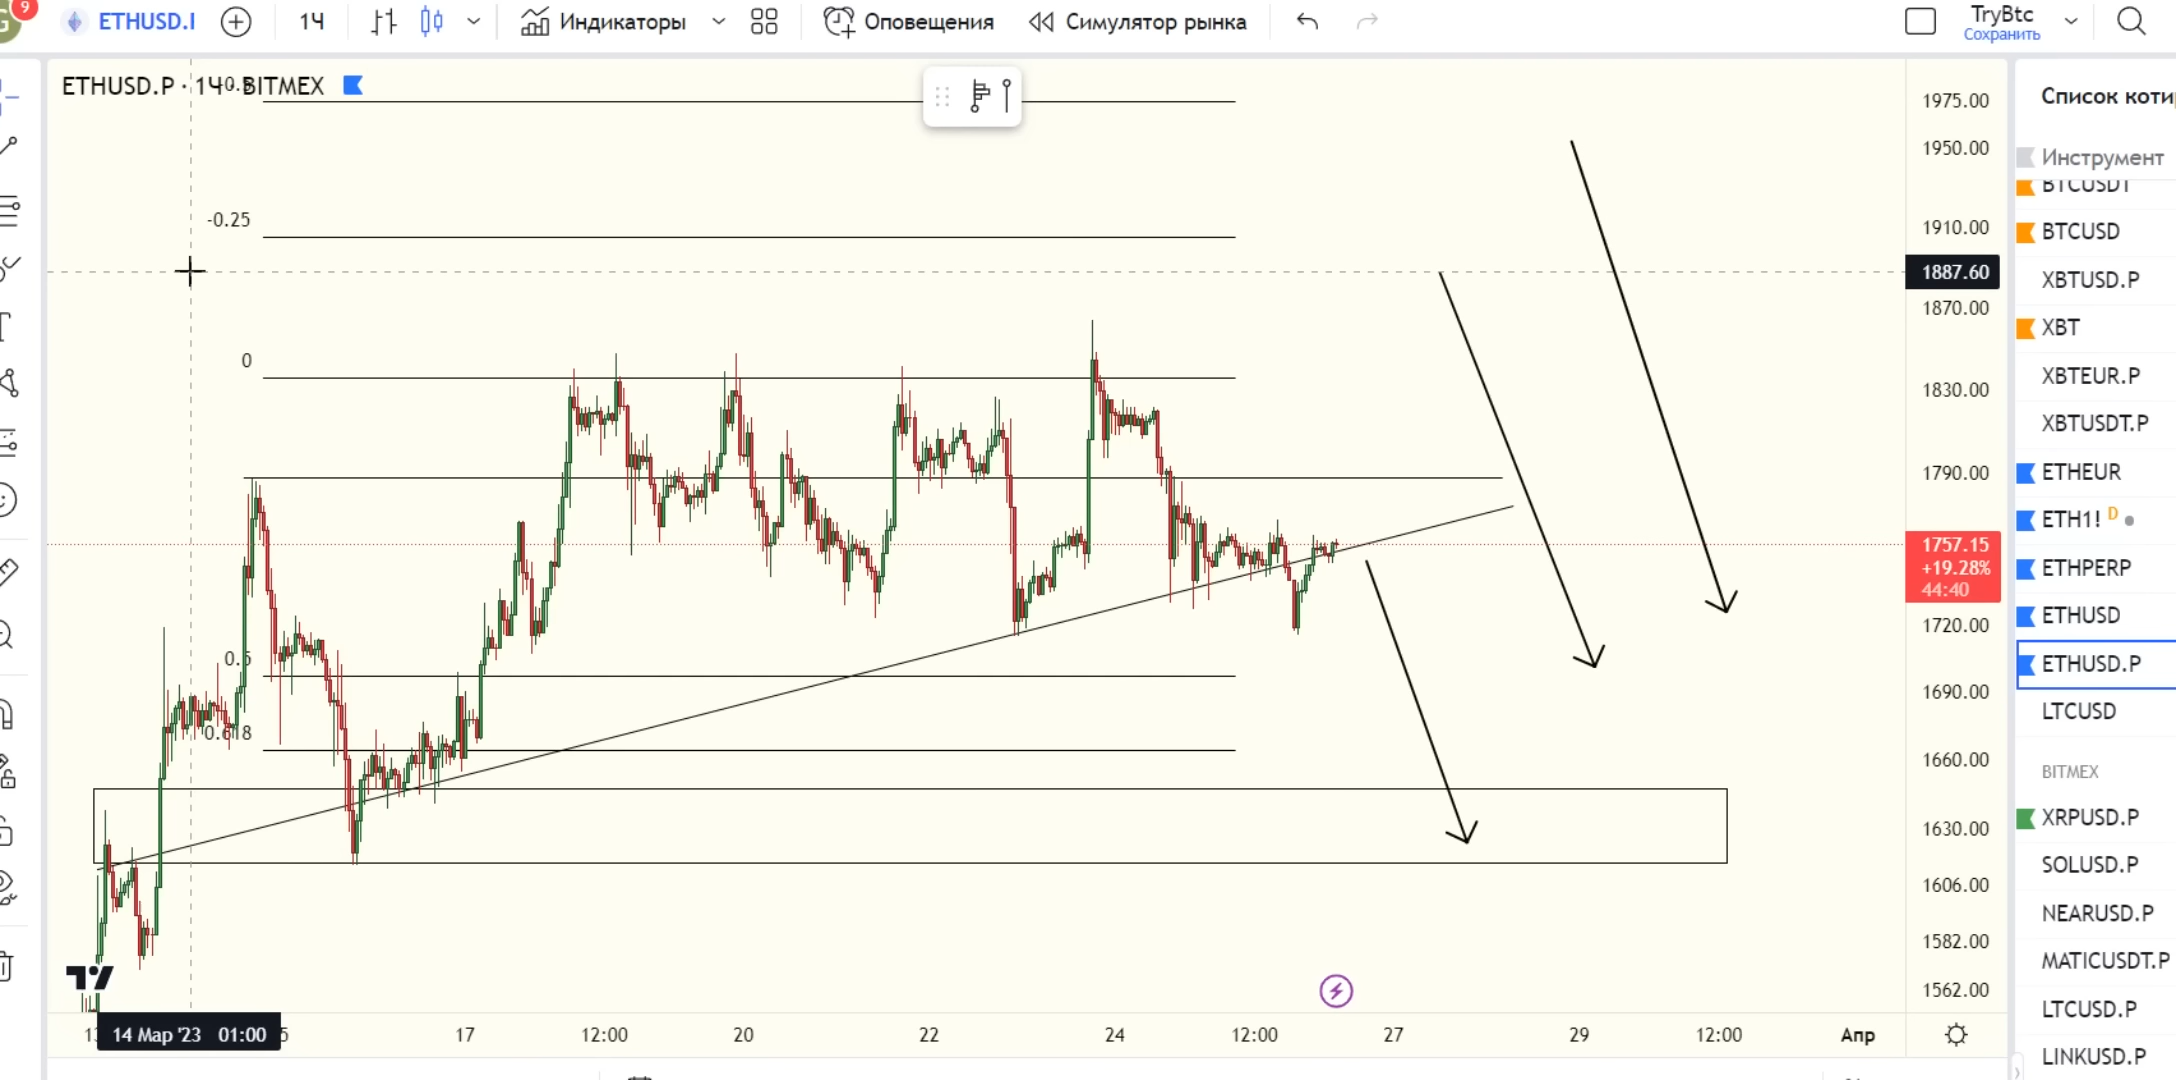 9
ETHUSD.I
1Ч
Индикаторы
Оповещения
Симулятор рынка
TryBtc
Сохранить
ETHUSD.P · 1Ч · BITMEX
-0.25
0
0.5
0.618
1975.00
1950.00
1910.00
1887.60
1870.00
1830.00
1790.00
1757.15
+19.28%
44:40
1720.00
1690.00
1660.00
1630.00
1606.00
1582.00
1562.00
14 Мар '23 01:00
17
12:00
20
22
24
12:00
27
29
12:00
Апр
Список коти
Инструмент
BTCUSDT
BTCUSD
XBTUSD.P
XBT
XBTEUR.P
XBTUSDT.P
ETHEUR
ETH1! D
ETHPERP
ETHUSD
ETHUSD.P
LTCUSD
BITMEX
XRPUSD.P
SOLUSD.P
NEARUSD.P
MATICUSDT.P
LTCUSD.P
LINKUSD.P